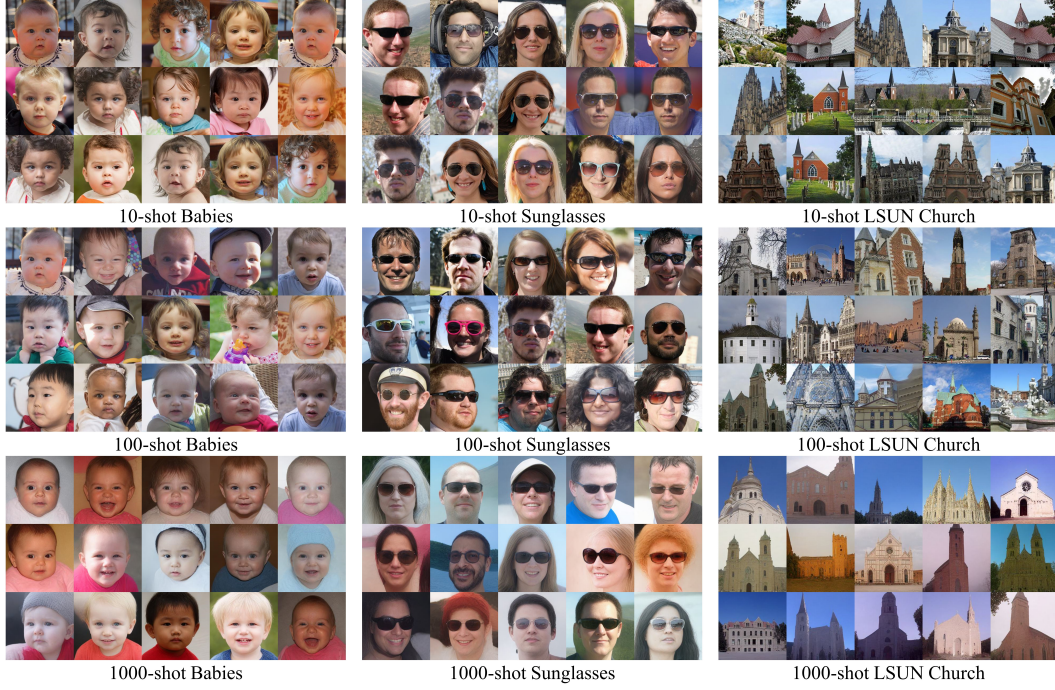 10-shot Babies
10-shot Sunglasses
10-shot LSUN Church
100-shot Babies
100-shot Sunglasses
100-shot LSUN Church
1000-shot Babies
1000-shot Sunglasses
1000-shot LSUN Church